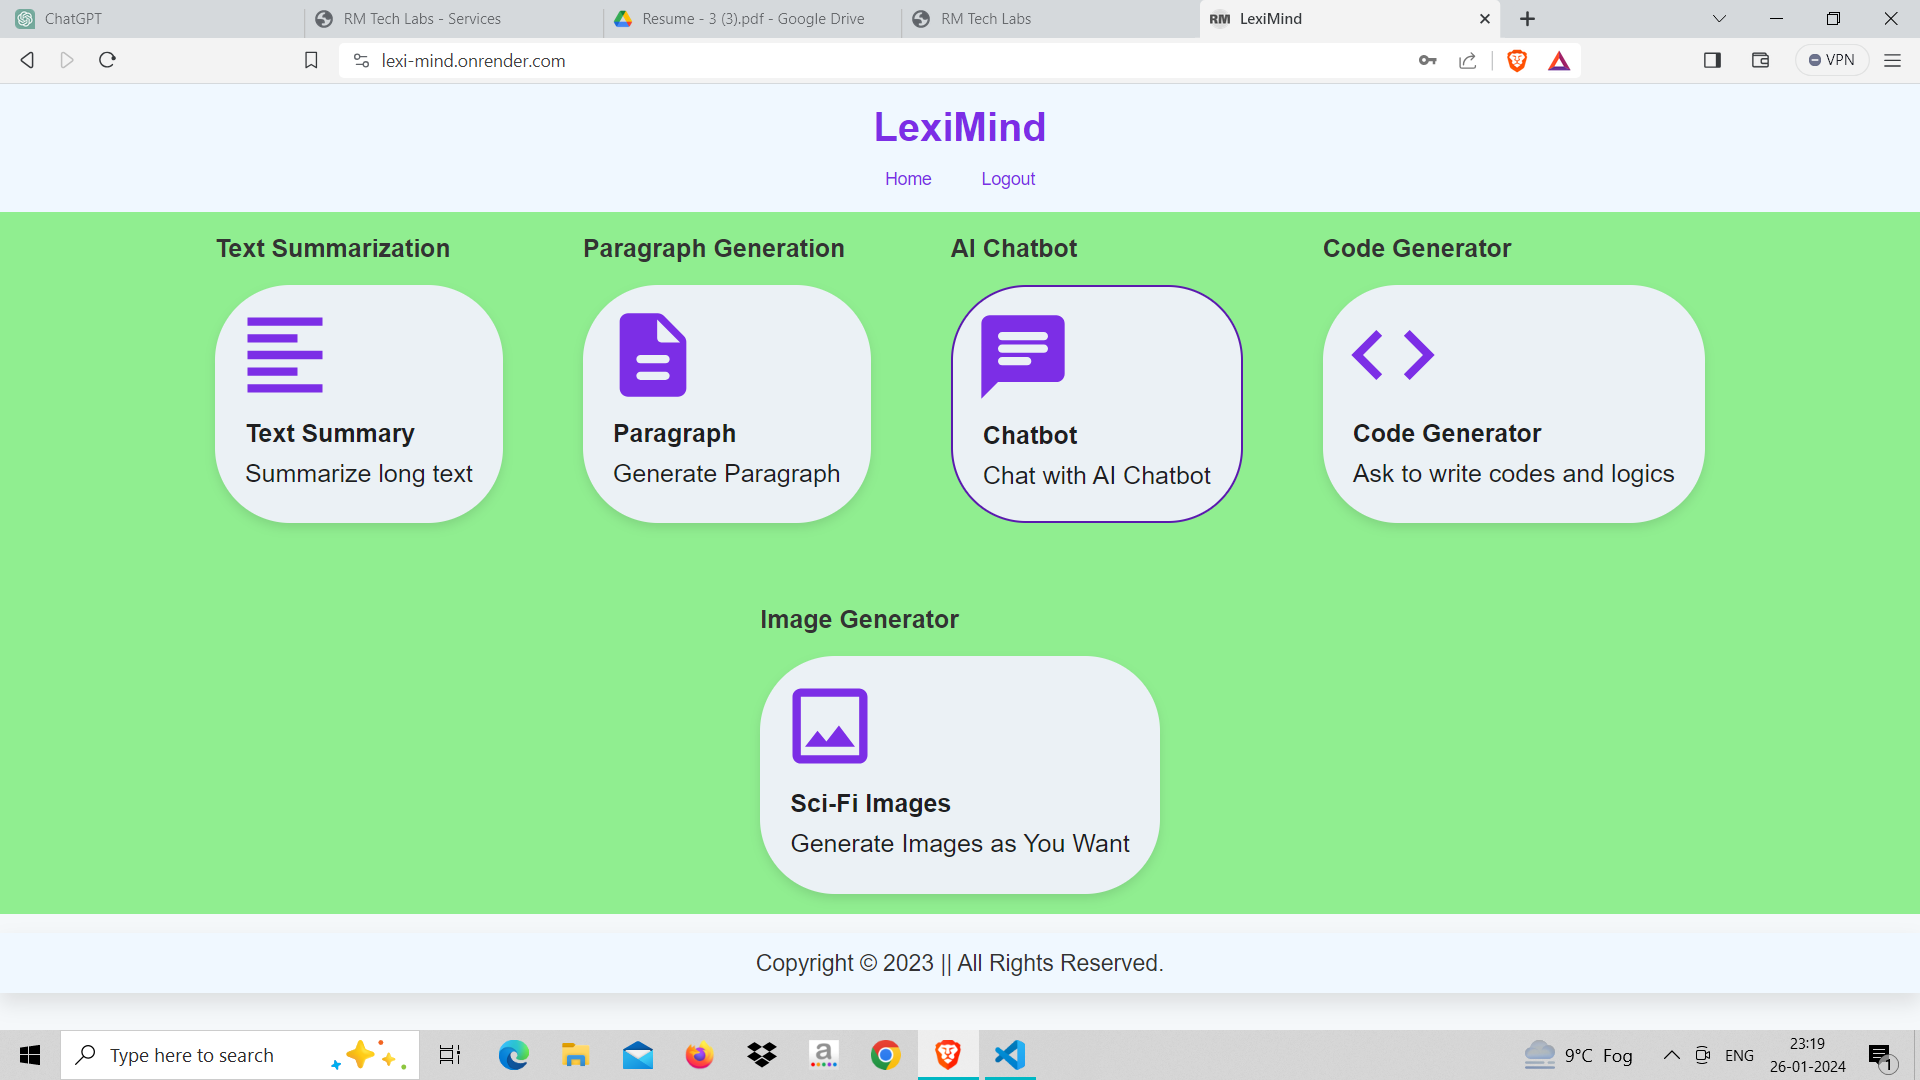 ChatGPT
RM Tech Labs - Services
Resume - 3 (3).pdf - Google Drive
RM Tech Labs
RM LexiMind
lexi-mind.onrender.com
VPN
LexiMind
Home Logout
Text Summarization
Text Summary
Summarize long text
Paragraph Generation
Paragraph
Generate Paragraph
AI Chatbot
Chatbot
Chat with AI Chatbot
Code Generator
Code Generator
Ask to write codes and logics
Image Generator
Sci-Fi Images
Generate Images as You Want
Copyright © 2023 || All Rights Reserved.
Type here to search
a
9°C Fog
ENG
23:19
26-01-2024
1